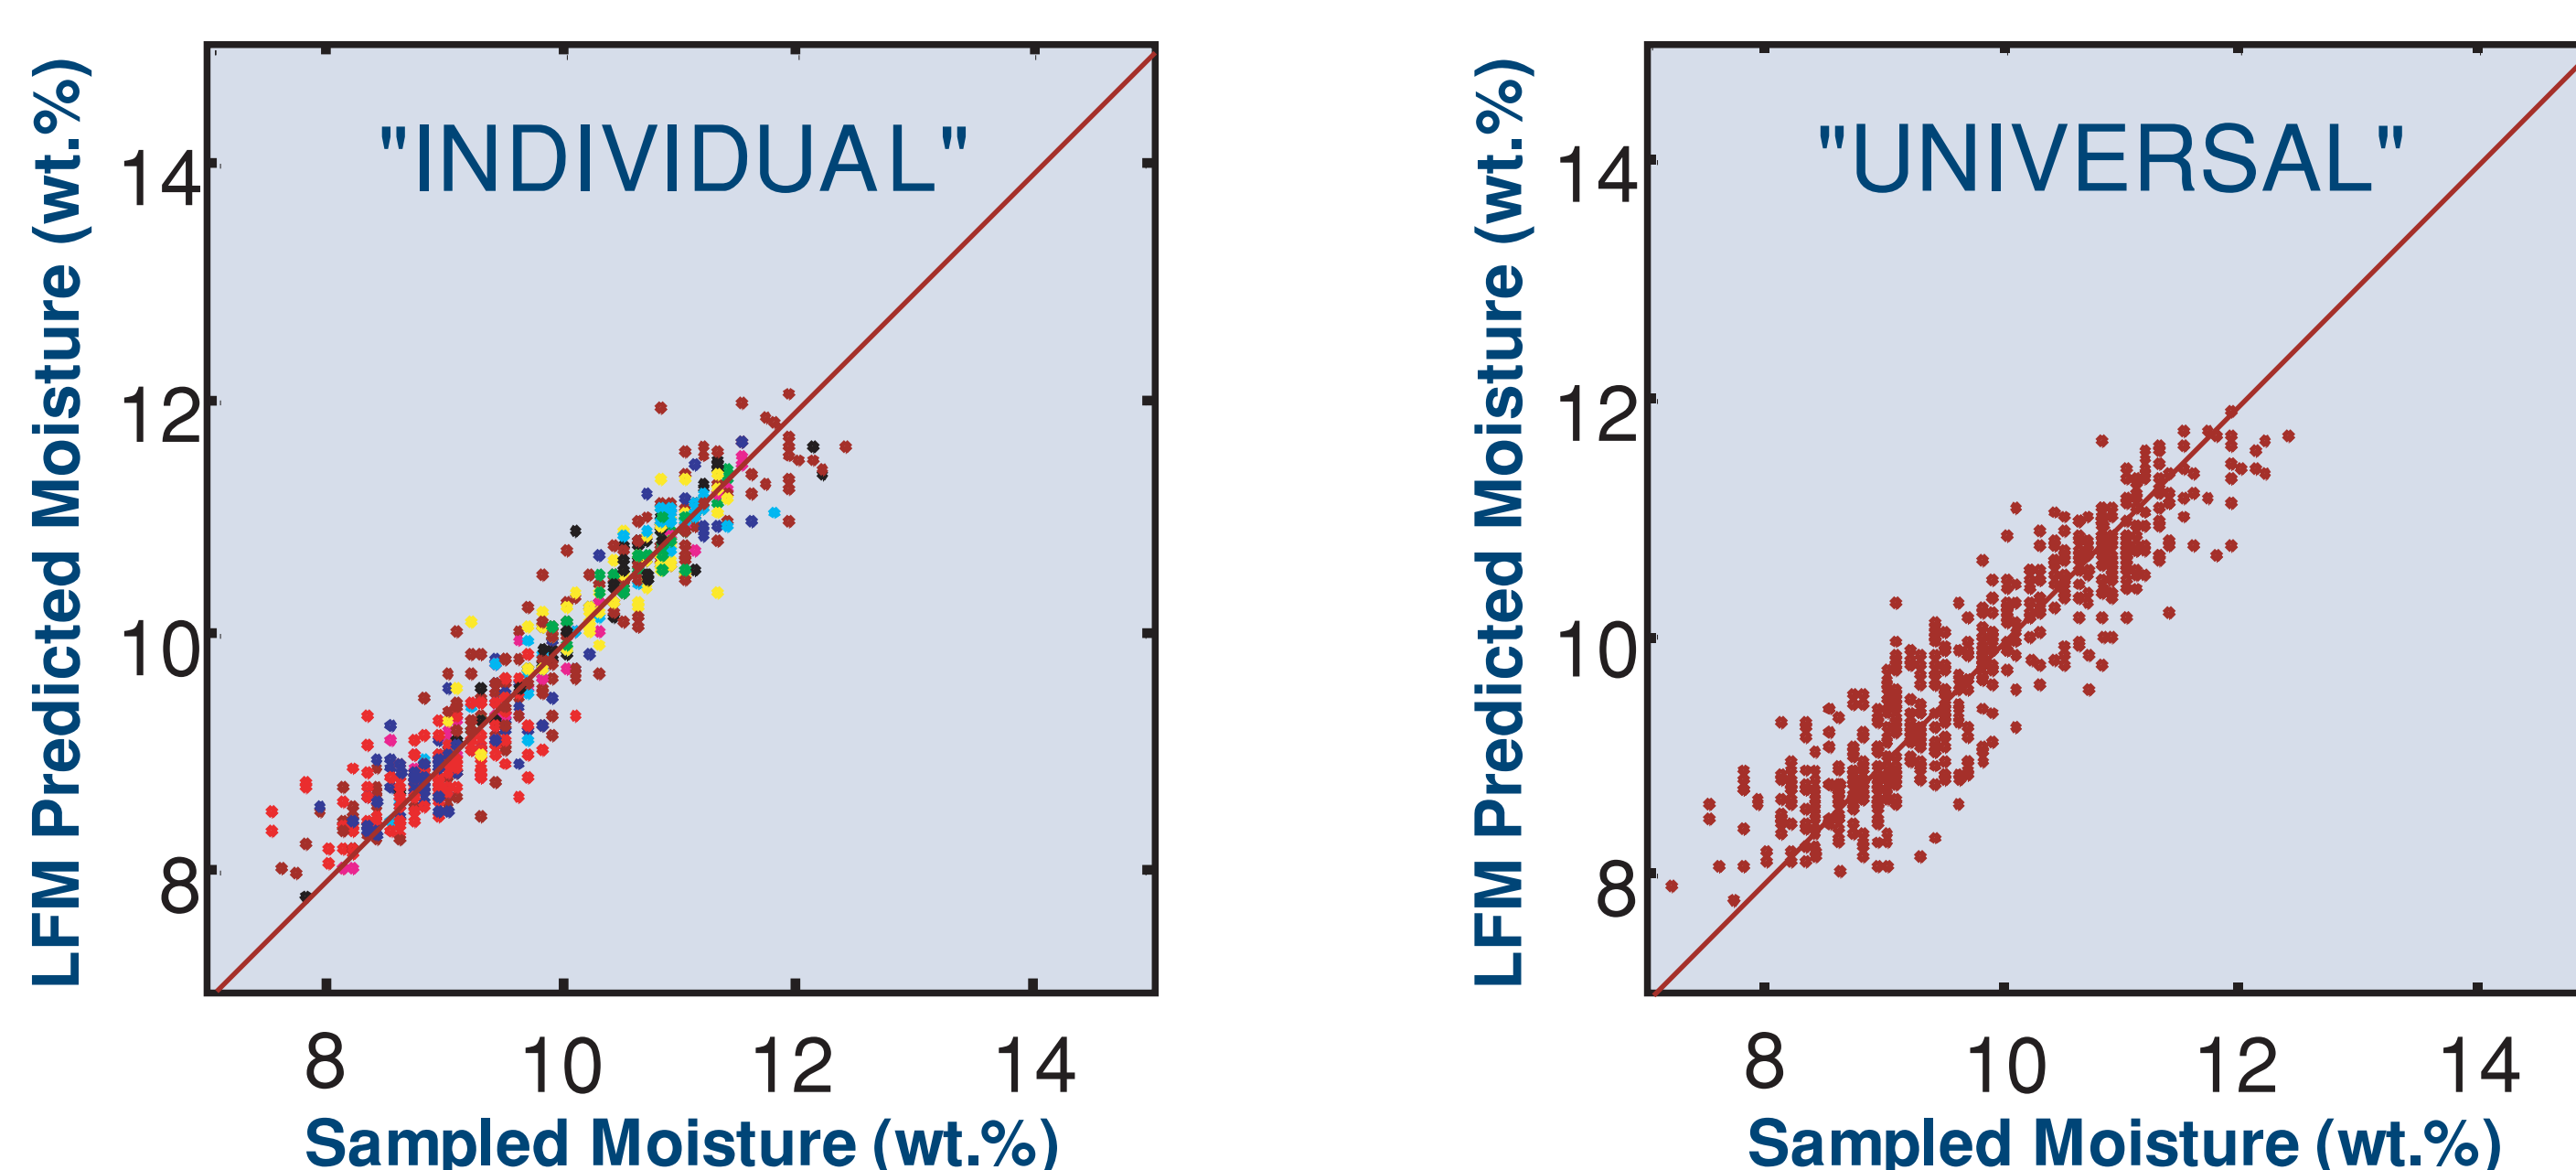 "INDIVIDUAL"
LFM Predicted Moisture (wt.%)
14
12
10
8
8 10 12 14
Sampled Moisture (wt.%)
"UNIVERSAL"
LFM Predicted Moisture (wt.%)
14
12
10
8
8 10 12 14
Sampled Moisture (wt.%)